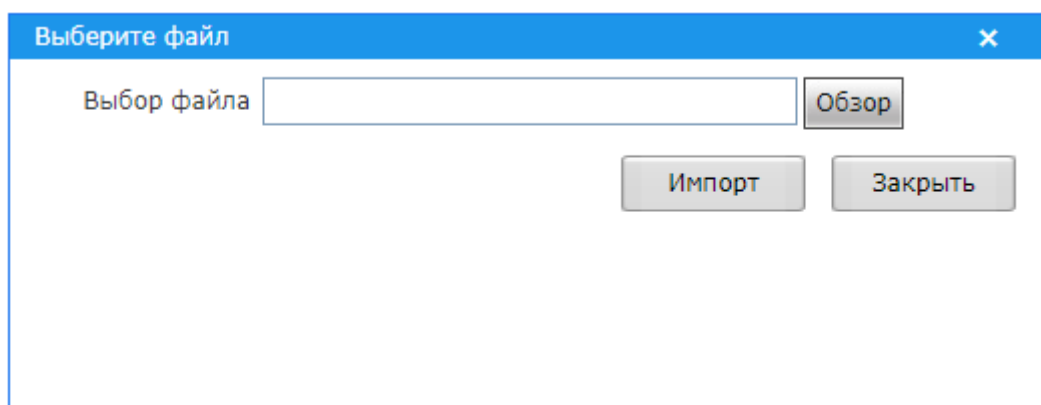 Выберите файл
Выбор файла Обзор
Импорт Закрыть